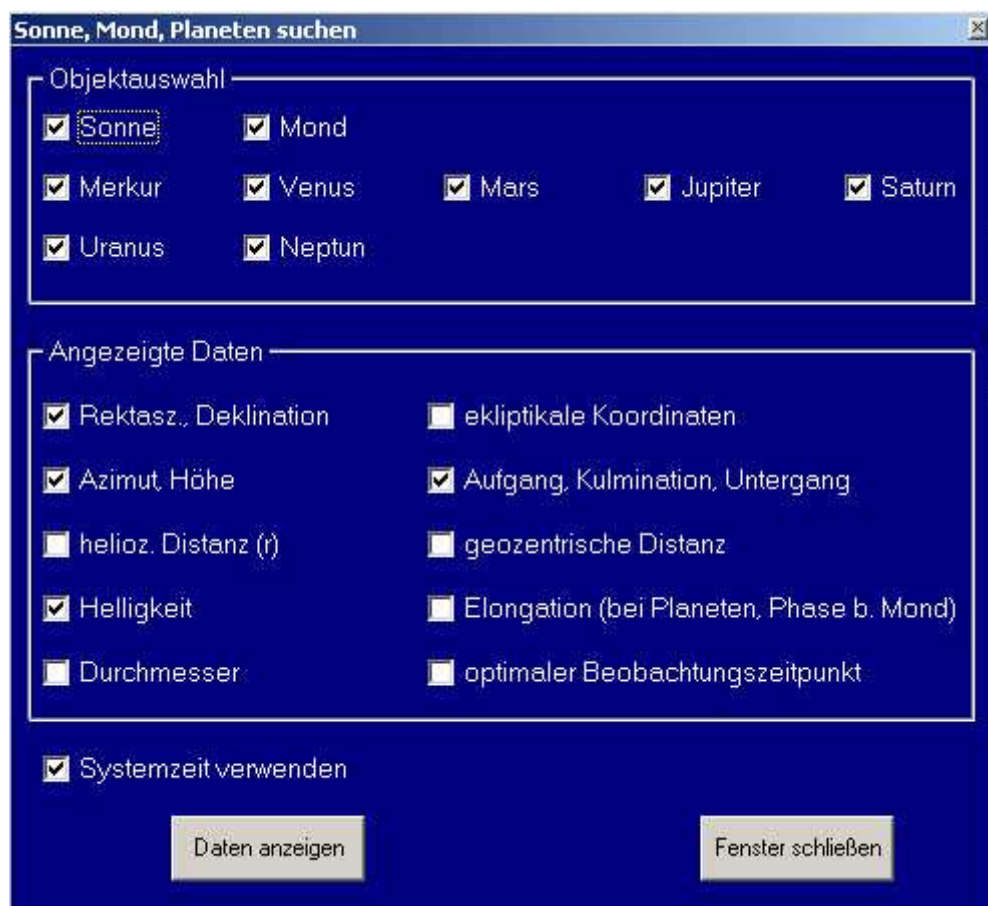 Sonne, Mond, Planeten suchen
Objektauswahl
Sonne Mond
Merkur Venus Mars Jupiter Saturn
Uranus Neptun
Angezeigte Daten
Rektasz., Deklination ekliptikale Koordinaten
Azimut, Höhe Aufgang, Kulmination, Untergang
helioz. Distanz (r) geozentrische Distanz
Helligkeit Elongation (bei Planeten, Phase b. Mond)
Durchmesser optimaler Beobachtungszeitpunkt
Systemzeit verwenden
Daten anzeigen Fenster schließen